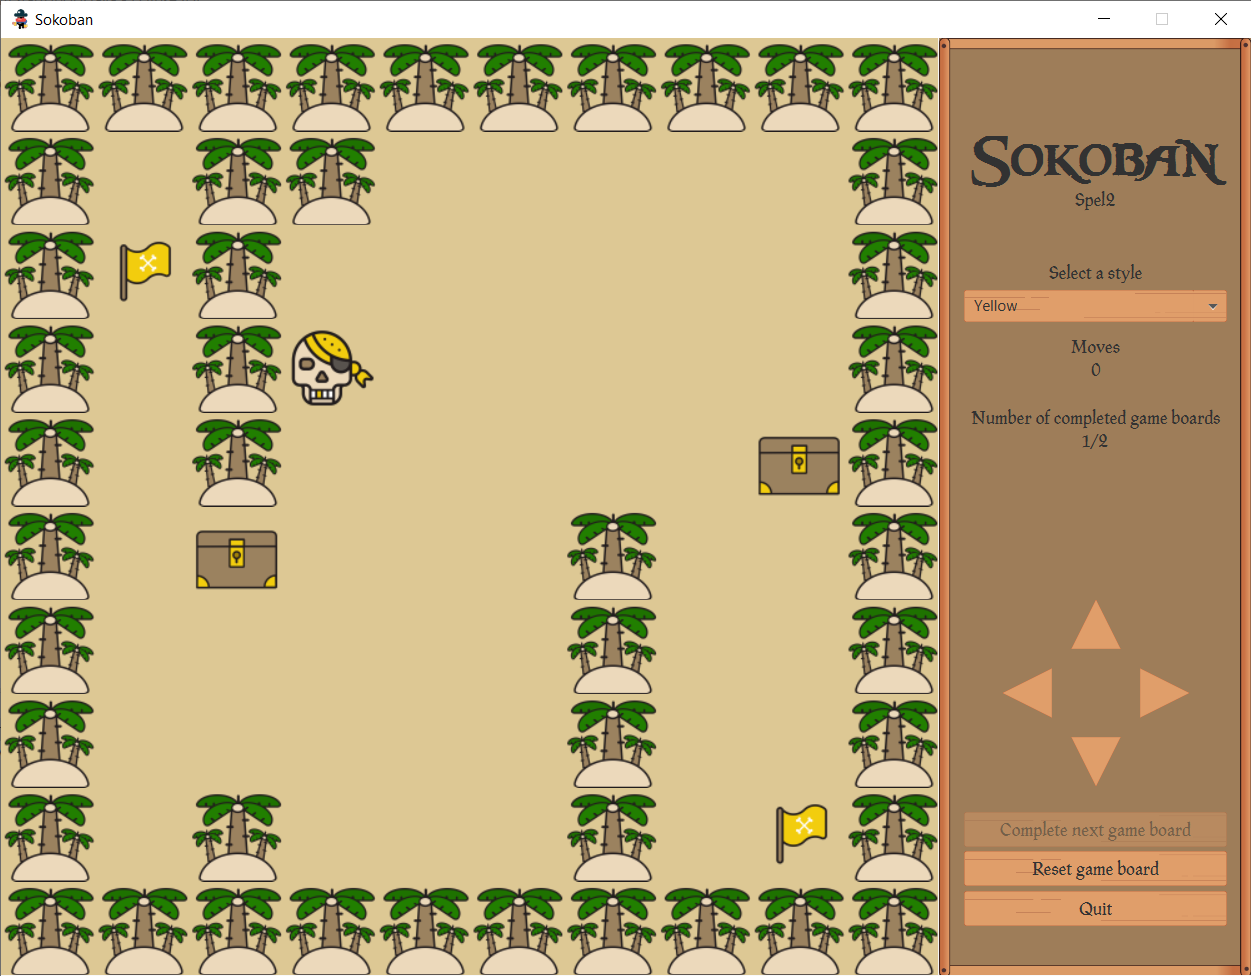 Sokoban
SOKOBAN
Spel2
Select a style
Yellow
Moves
0
Number of completed game boards
1/2
Complete next game board
Reset game board
Quit